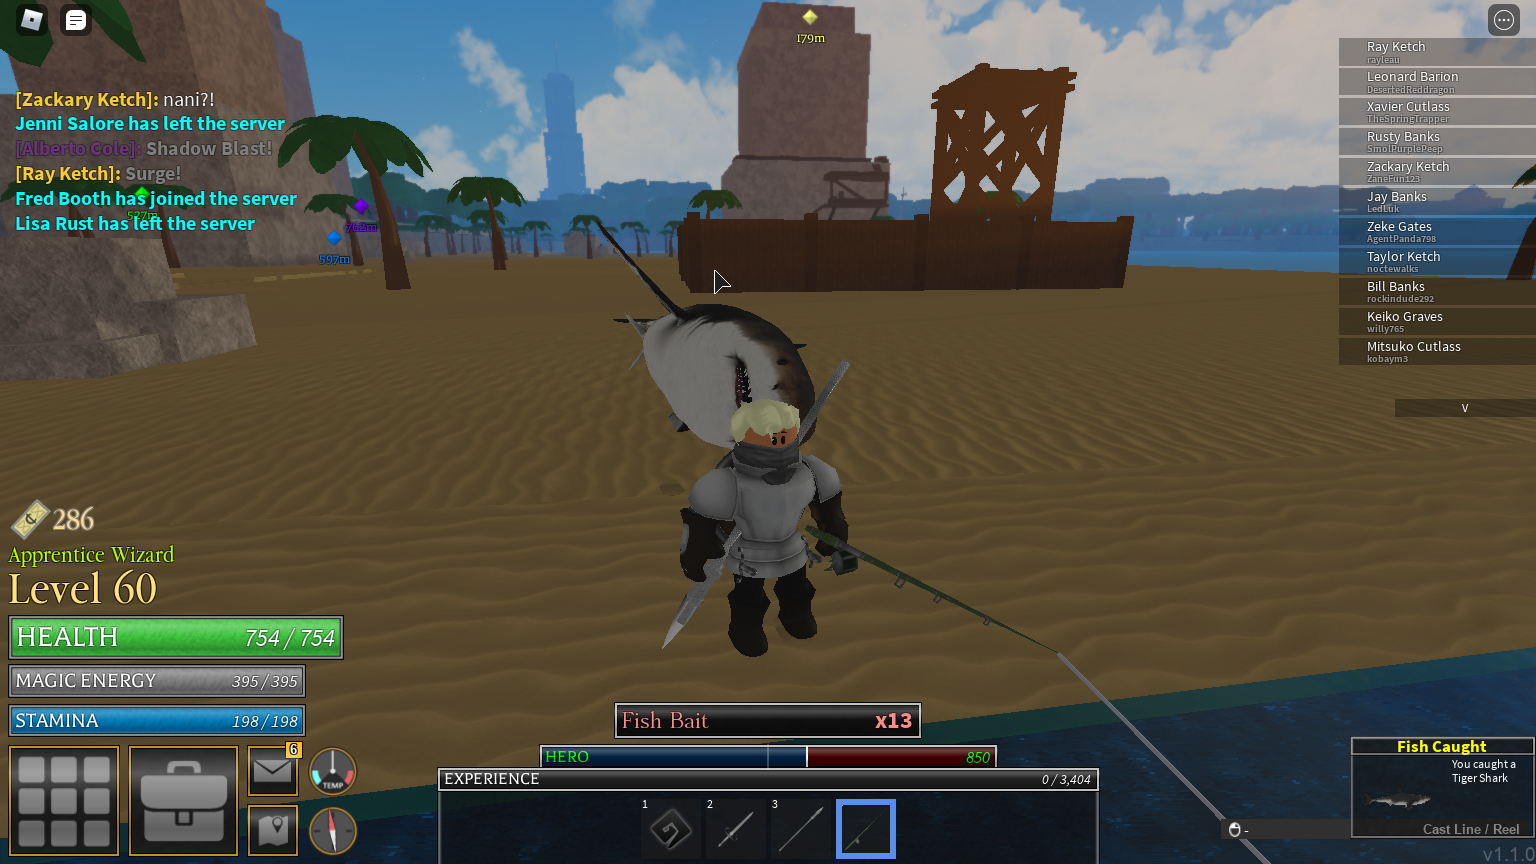 179m
[Zackary Ketch]: nani?!
Jenni Salore has left the server
[Alberto Cole]: Shadow Blast!
[Ray Ketch]: Surge!
Fred Booth has joined the server
Lisa Rust has left the server
597m
Ray Ketch
rayleau
Leonard Barion
DesertedReddragon
Xavier Cutlass
TheSpringTrapper
Rusty Banks
SmolPurplePeep
Zackary Ketch
ZaneFun123
Jay Banks
LedLuk
Zeke Gates
AgentPanda798
Taylor Ketch
noctewalks
Bill Banks
rockindude292
Keiko Graves
willy765
Mitsuko Cutlass
kobaym3
V
286
Apprentice Wizard
Level 60
HEALTH 754 / 754
MAGIC ENERGY 395 / 395
STAMINA 198 / 198
6
TEMP
Fish Bait x13
HERO 850
EXPERIENCE 0 / 3,404
1 2 3
Fish Caught
You caught a
Tiger Shark
- Cast Line / Reel
v1.1.0